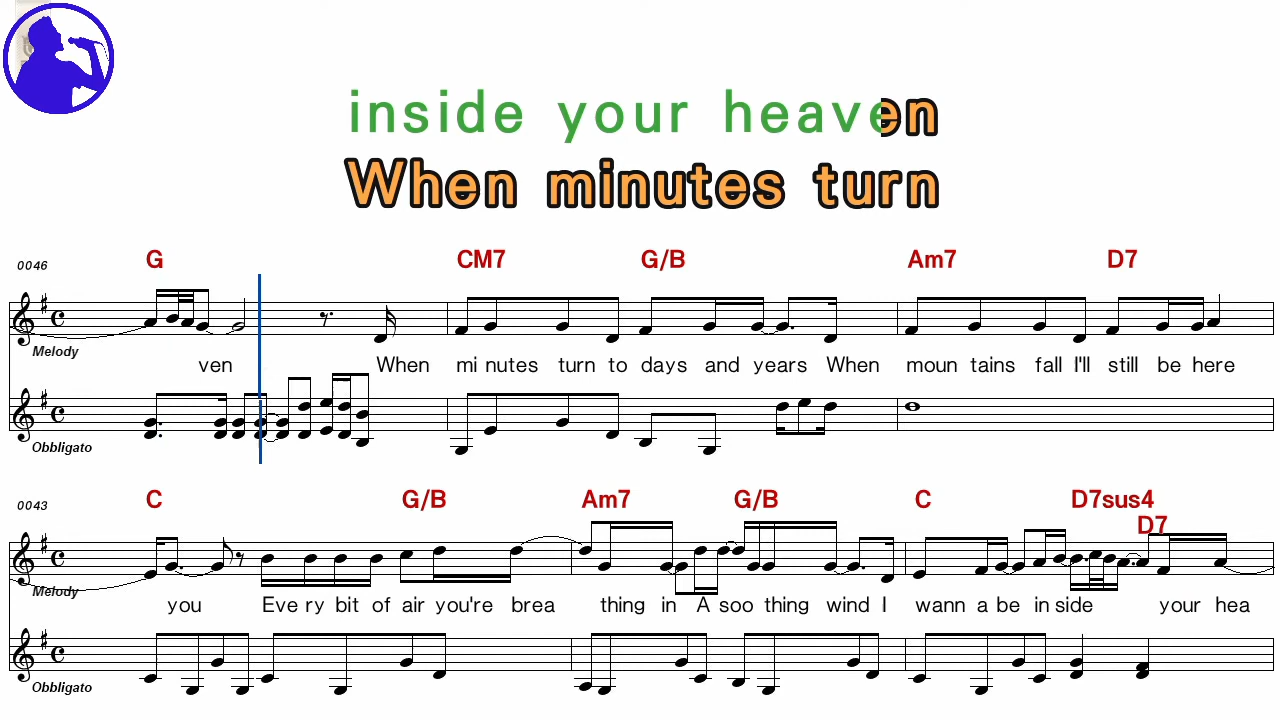 inside your heaven
When minutes turn
0046 G CM7 G/B Am7 D7
Melody
ven When mi nutes turn to days and years When moun tains fall I'll still be here
Obbligato
0043 C G/B Am7 G/B C D7sus4
D7
Melody
you Eve ry bit of air you're brea thing in A soo thing wind I wann a be in side your hea
Obbligato